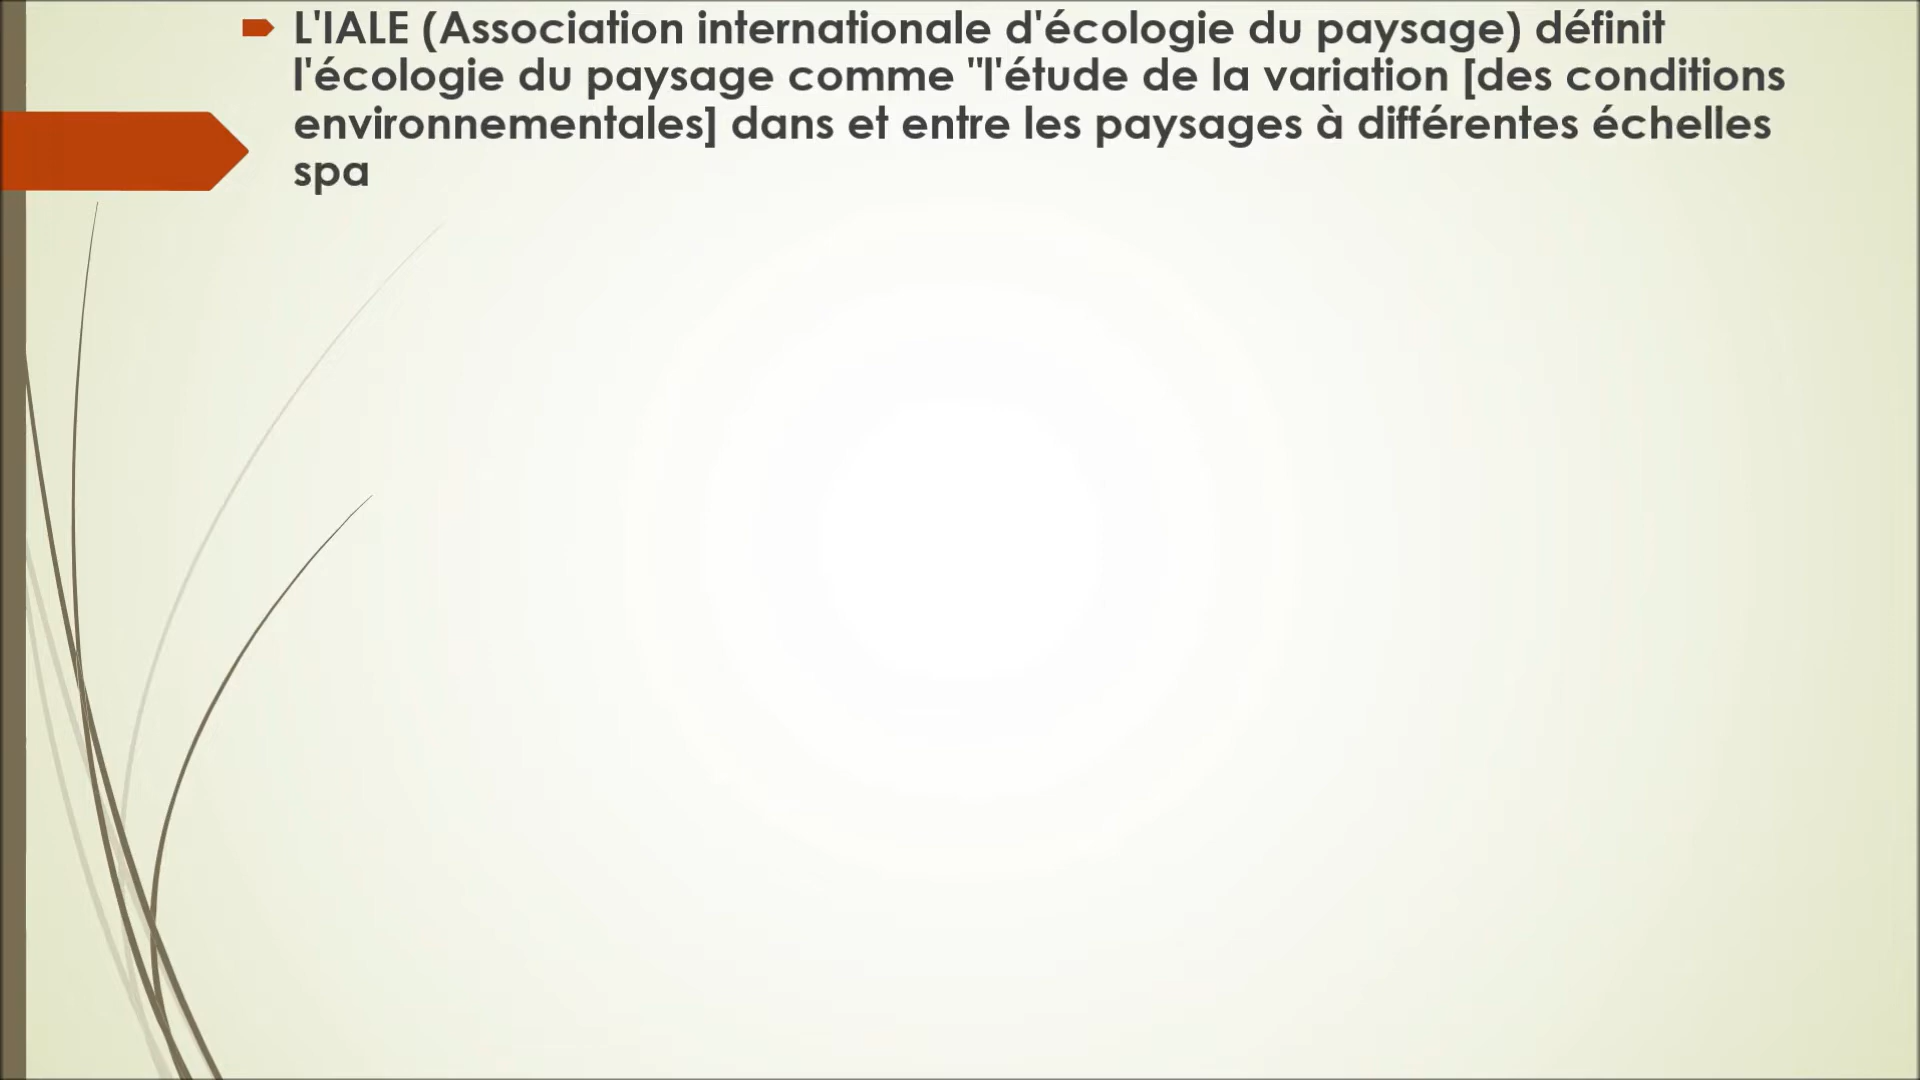 L'IALE (Association internationale d'écologie du paysage) définit
l'écologie du paysage comme "l'étude de la variation [des conditions
environnementales] dans et entre les paysages à différentes échelles
spa